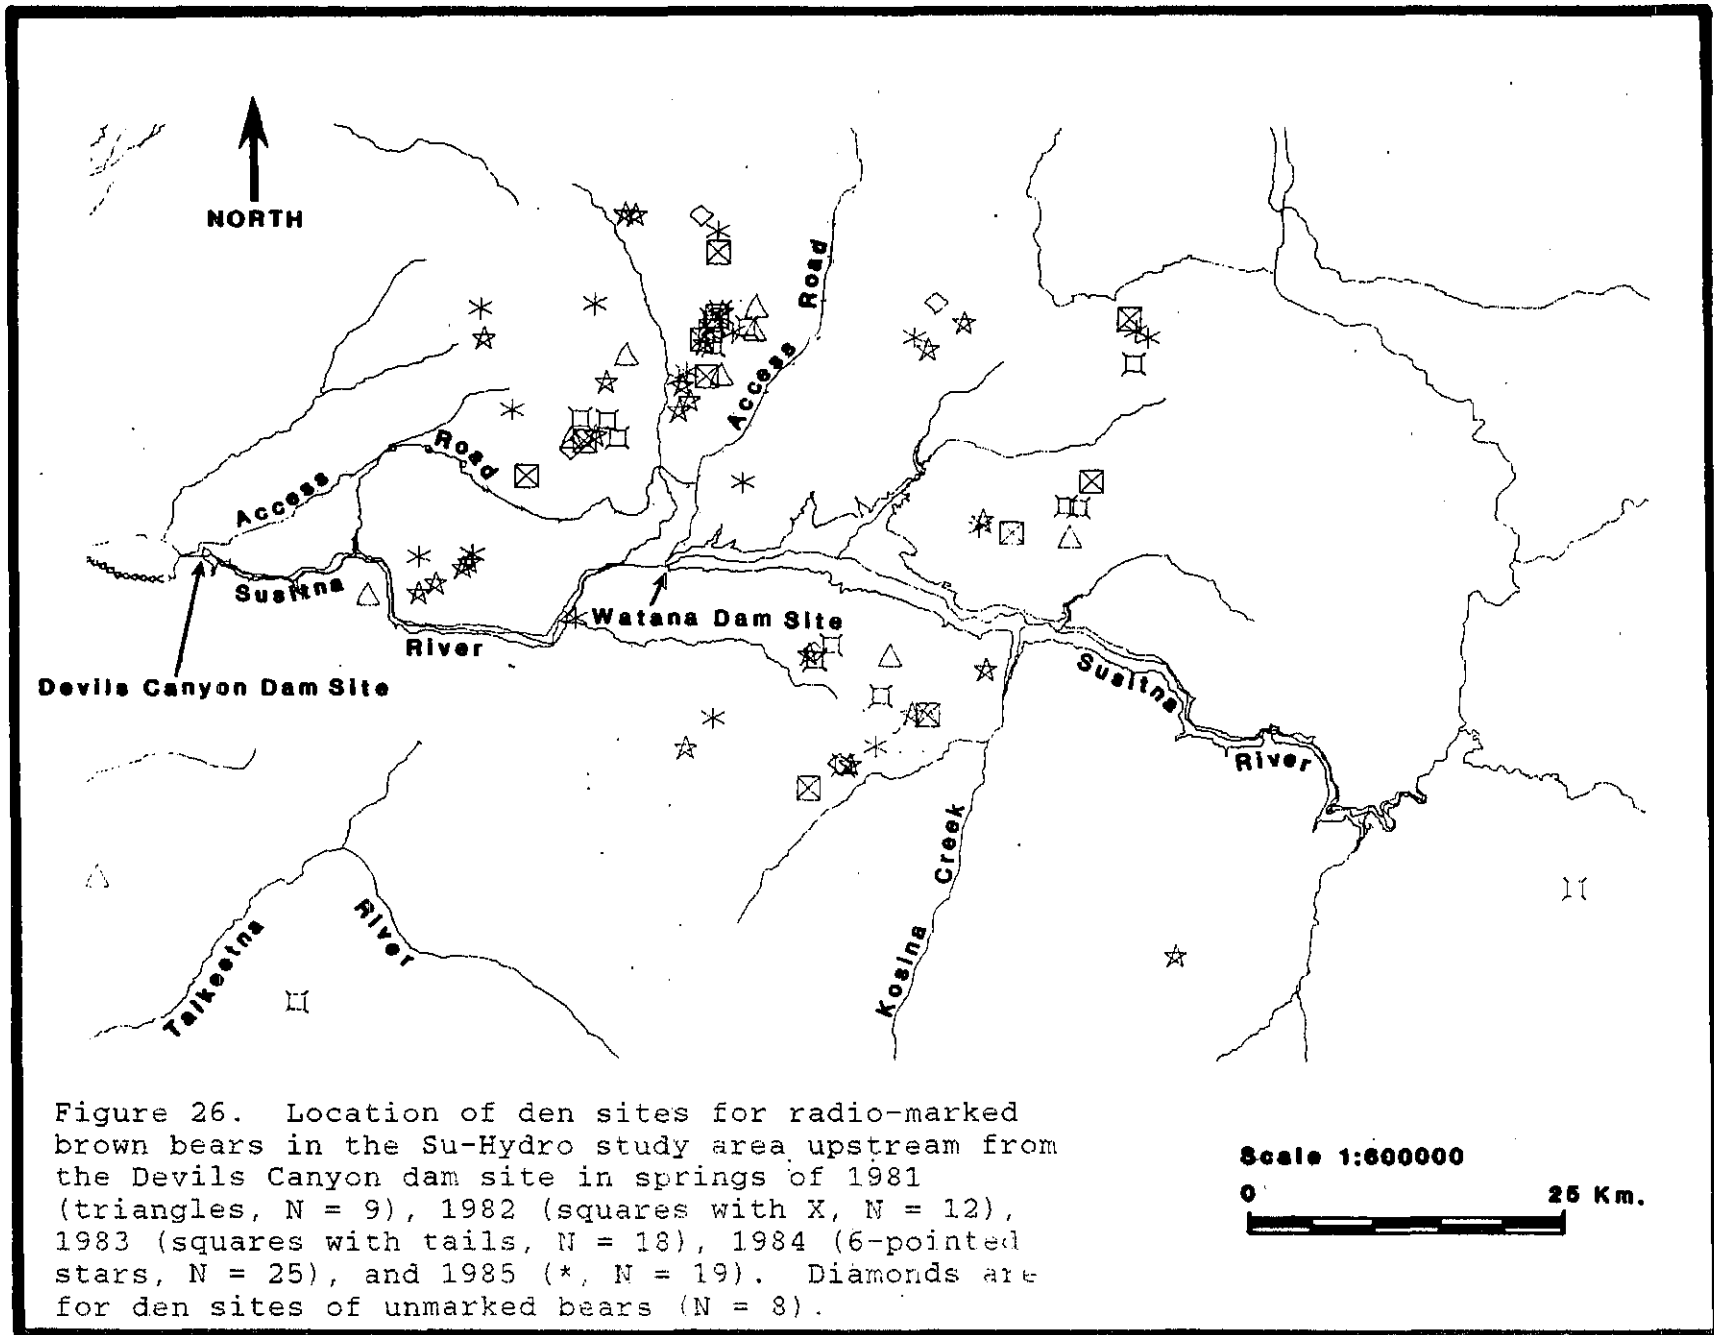 NORTH
Access
Road
Access
Road
Susitna
River
Watana Dam Site
Devils Canyon Dam Site
Susitna
River
Kosina
Creek
Talkeetna
River
Figure 26. Location of den sites for radio-marked
brown bears in the Su-Hydro study area upstream from
the Devils Canyon dam site in springs of 1981
(triangles, N = 9), 1982 (squares with X, N = 12),
1983 (squares with tails, N = 18), 1984 (6-pointed
stars, N = 25), and 1985 (*, N = 19). Diamonds are
for den sites of unmarked bears (N = 8).
Scale 1:600000
0 25 Km.